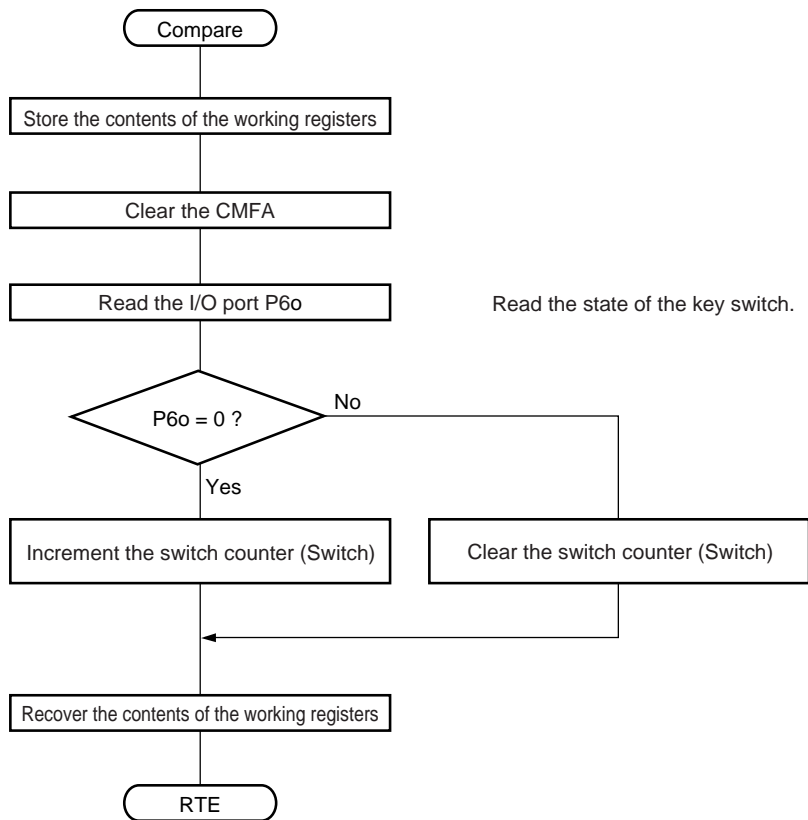 Compare
Store the contents of the working registers
Clear the CMFA
Read the I/O port P6o
Read the state of the key switch.
P6o = 0 ?
No
Yes
Increment the switch counter (Switch)
Clear the switch counter (Switch)
Recover the contents of the working registers
RTE